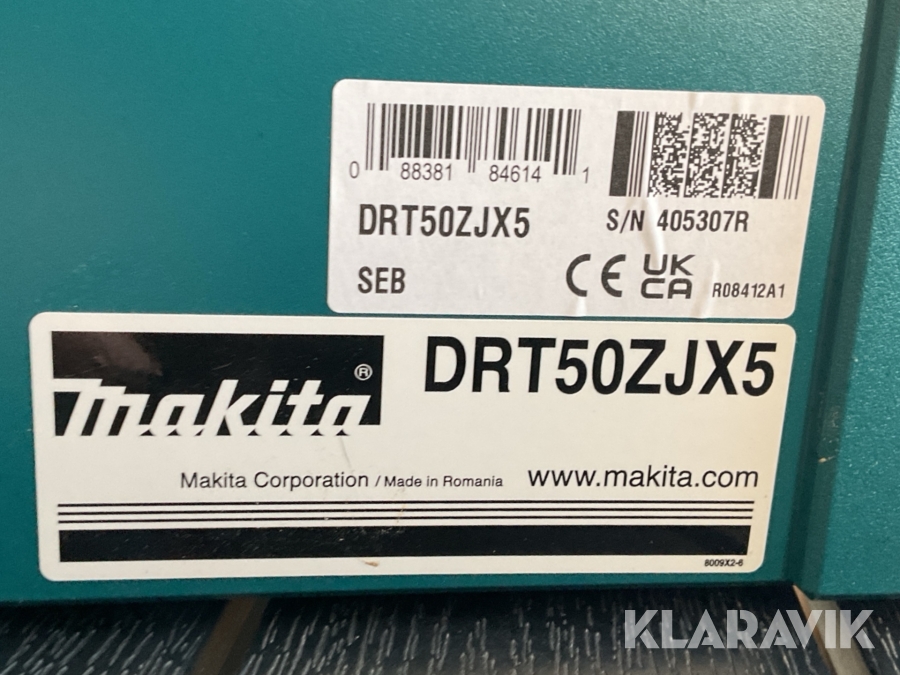 0 88381 84614 1
DRT50ZJX5 S/N 405307R
SEB CE UK
CA R08412A1
makita® DRT50ZJX5
Makita Corporation / Made in Romania www.makita.com
8009X2-6
KLARAVIK